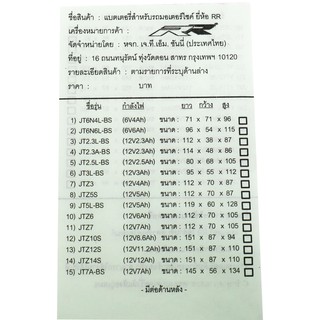 ชื่อสินค้า : แบตเตอรี่สำหรับรถมอเตอร์ไซค์ ยี่ห้อ RR
เครื่องหมายการค้า : RR
จัดจำหน่ายโดย : หจก. เจ.ที.เอ็ม. ซันนี่ (ประเทศไทย)
ที่อยู่ : 16 ถนนทนุรัตน์ ทุ่งวัดดอน สาทร กรุงเทพฯ 10120
รายละเอียดสินค้า : ตามรายการที่ระบุด้านล่าง
ราคา : บาท
ชื่อรุ่น กำลังไฟ ยาว กว้าง สูง
1) JT6N4L-BS (6V4Ah) ขนาด : 71 x 71 x 96
2) JT6N6L-BS (6V6Ah) ขนาด : 96 x 54 x 115
3) JT2.3L-BS (12V2.3Ah) ขนาด : 112 x 38 x 87
4) JT2.3A-BS (12V2.3Ah) ขนาด : 114 x 48 x 86
5) JT2.5L-BS (12V2.5Ah) ขนาด : 80 x 68 x 105
6) JT3L-BS (12V3Ah) ขนาด : 95 x 55 x 112
7) JTZ3 (12V4Ah) ขนาด : 112 x 70 x 87
8) JTZ5S (12V5Ah) ขนาด : 112 x 70 x 87
9) JT5L-BS (12V5Ah) ขนาด : 119 x 60 x 128
10) JTZ6 (12V6Ah) ขนาด : 112 x 70 x 105
11) JTZ7 (12V7Ah) ขนาด : 112 x 70 x 105
12) JTZ10S (12V8.6Ah) ขนาด : 151 x 87 x 94
13) JTZ12S (12V11.2Ah) ขนาด : 151 x 87 x 110
14) JTZ14S (12V12Ah) ขนาด : 151 x 87 x 110
15) JT7A-BS (12V7Ah) ขนาด : 145 x 56 x 134
- มีต่อด้านหลัง -